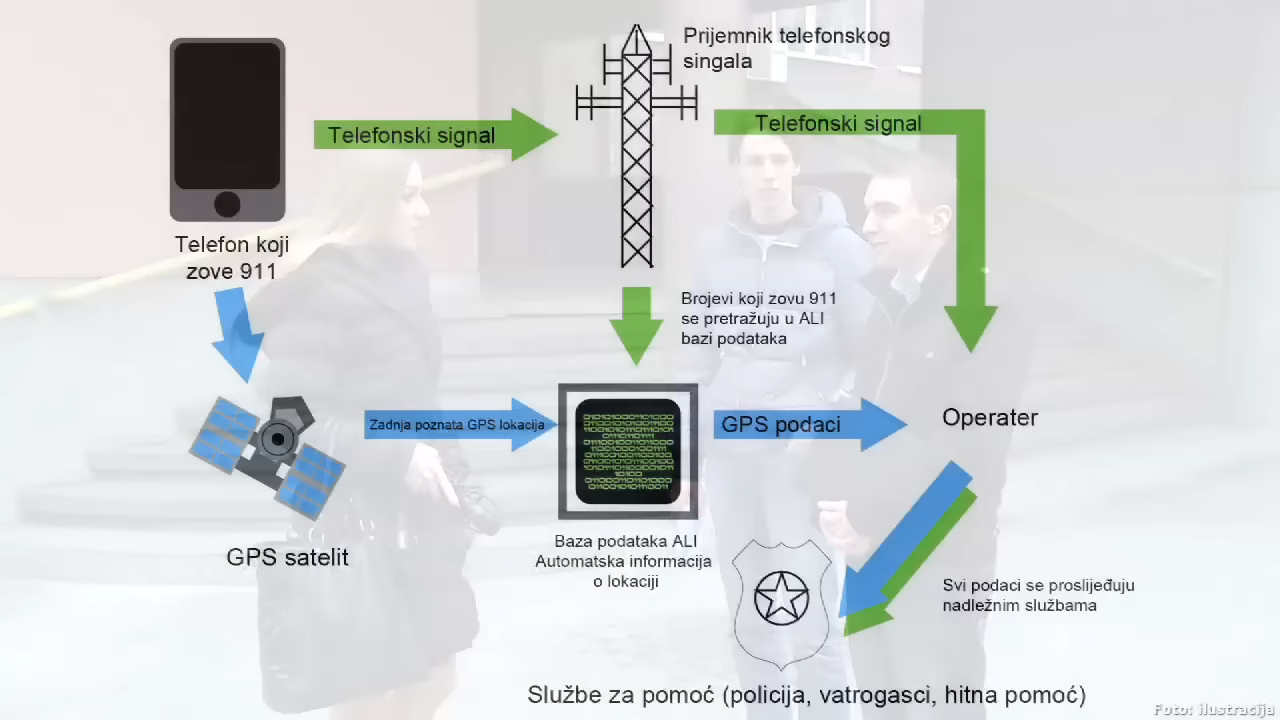 Prijemnik telefonskog
singala
Telefonski signal
Telefonski signal
Telefon koji
zove 911
Brojevi koji zovu 911
se pretražuju u ALI
bazi podataka
Zadnja poznata GPS lokacija
GPS podaci
Operater
GPS satelit
Baza podataka ALI
Automatska informacija
o lokaciji
Svi podaci se proslijeđuju
nadležnim službama
Službe za pomoć (policija, vatrogasci, hitna pomoć)
Foto: ilustracija